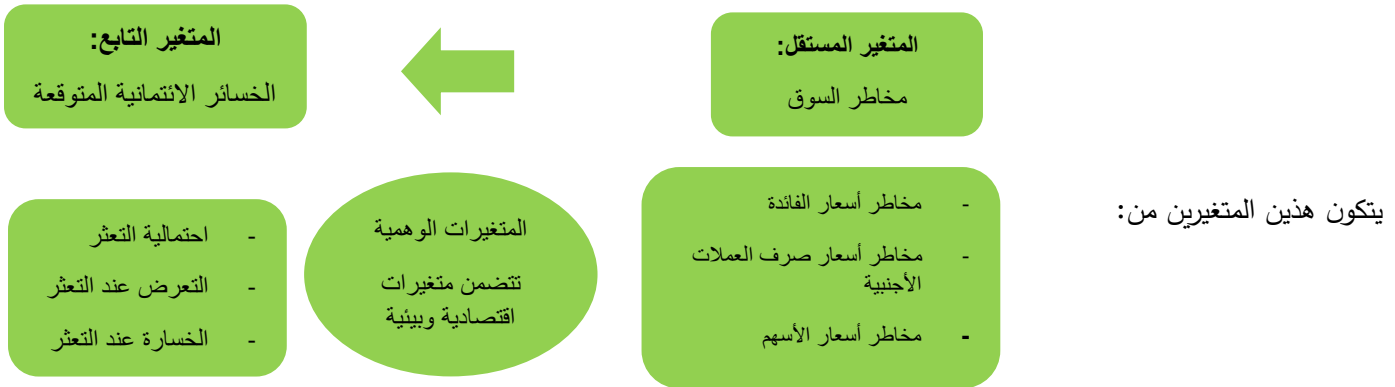 المتغير المستقل:
مخاطر السوق
المتغير التابع:
الخسائر الائتمانية المتوقعة
يتكون هذين المتغيرين من:
- مخاطر أسعار الفائدة
- مخاطر أسعار صرف العملات
الأجنبية
- مخاطر أسعار الأسهم
المتغيرات الوهمية
تتضمن متغيرات
اقتصادية وبيئية
- احتمالية التعثر
- التعرض عند التعثر
- الخسارة عند التعثر